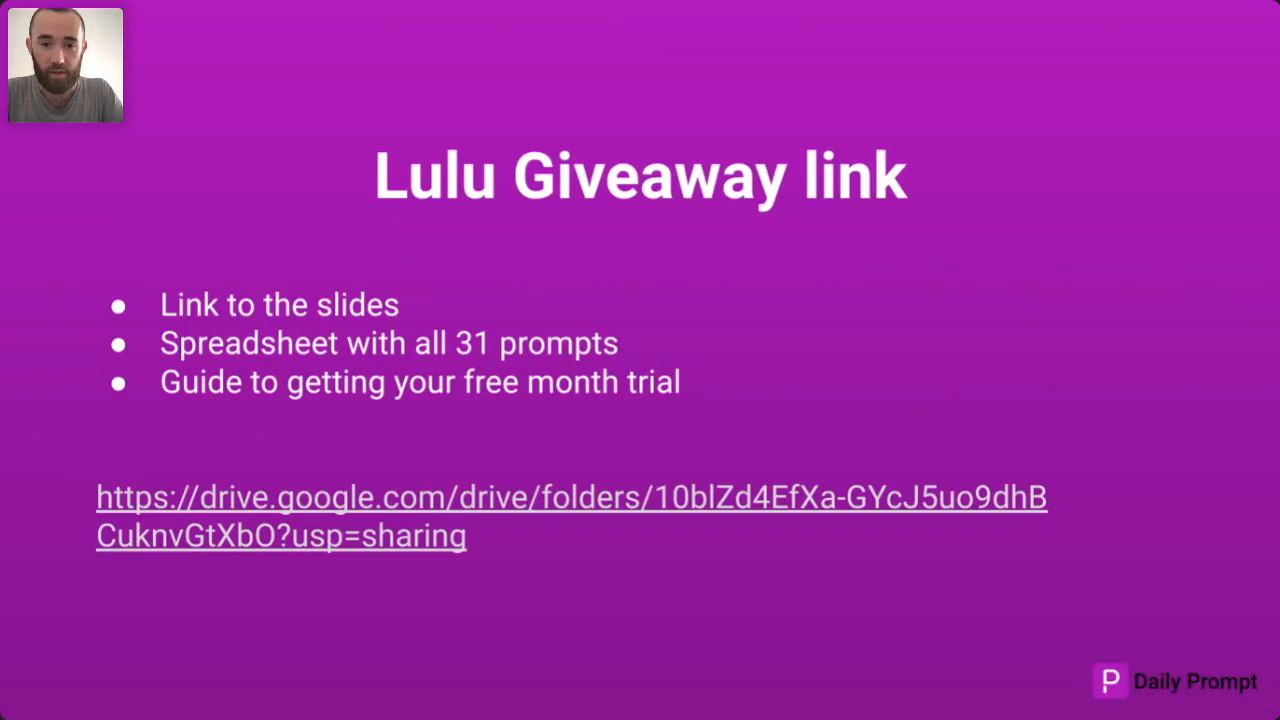 Lulu Giveaway link
● Link to the slides
● Spreadsheet with all 31 prompts
● Guide to getting your free month trial
https://drive.google.com/drive/folders/10blZd4EfXa-GYcJ5uo9dhB
CuknvGtXbO?usp=sharing
P Daily Prompt